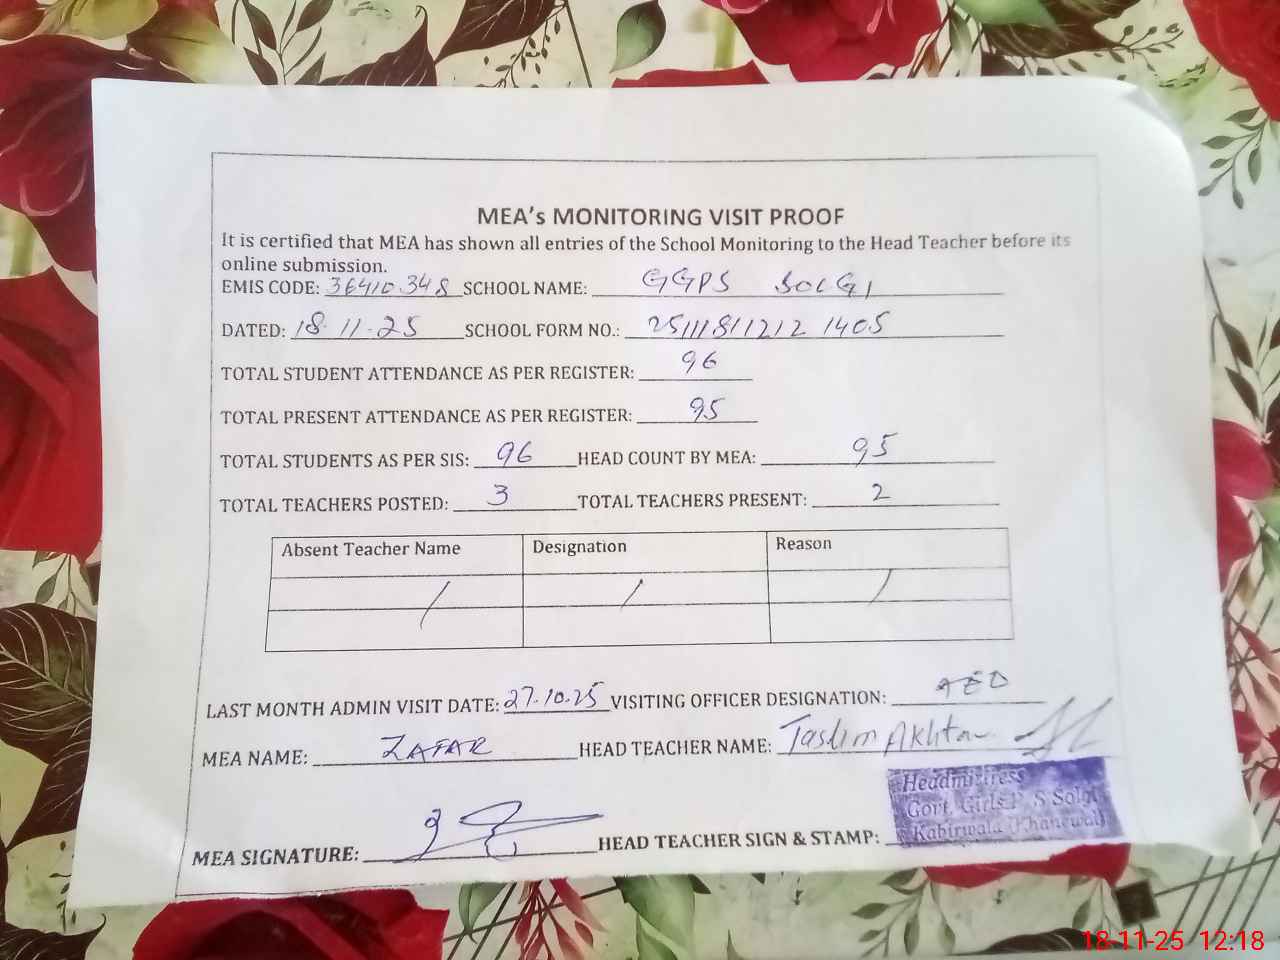 MEA's MONITORING VISIT PROOF
It is certified that MEA has shown all entries of the School Monitoring to the Head Teacher before its
online submission.
EMIS CODE: 36410348 SCHOOL NAME: GGPS SOLGI
DATED: 18-11-25 SCHOOL FORM NO.: 251118112121405
TOTAL STUDENT ATTENDANCE AS PER REGISTER: 96
TOTAL PRESENT ATTENDANCE AS PER REGISTER: 95
TOTAL STUDENTS AS PER SIS: 96 HEAD COUNT BY MEA: 95
TOTAL TEACHERS POSTED: 3 TOTAL TEACHERS PRESENT: 2
Absent Teacher Name Designation Reason
/ / /
LAST MONTH ADMIN VISIT DATE: 27-10-25 VISITING OFFICER DESIGNATION: AEO
MEA NAME: ZAFAR HEAD TEACHER NAME: Taslim Akhtar
MEA SIGNATURE: HEAD TEACHER SIGN & STAMP:
Headmistress
Govt. Girls P. S Solgi
Kabirwala (Khanewal)
18-11-25 12:18